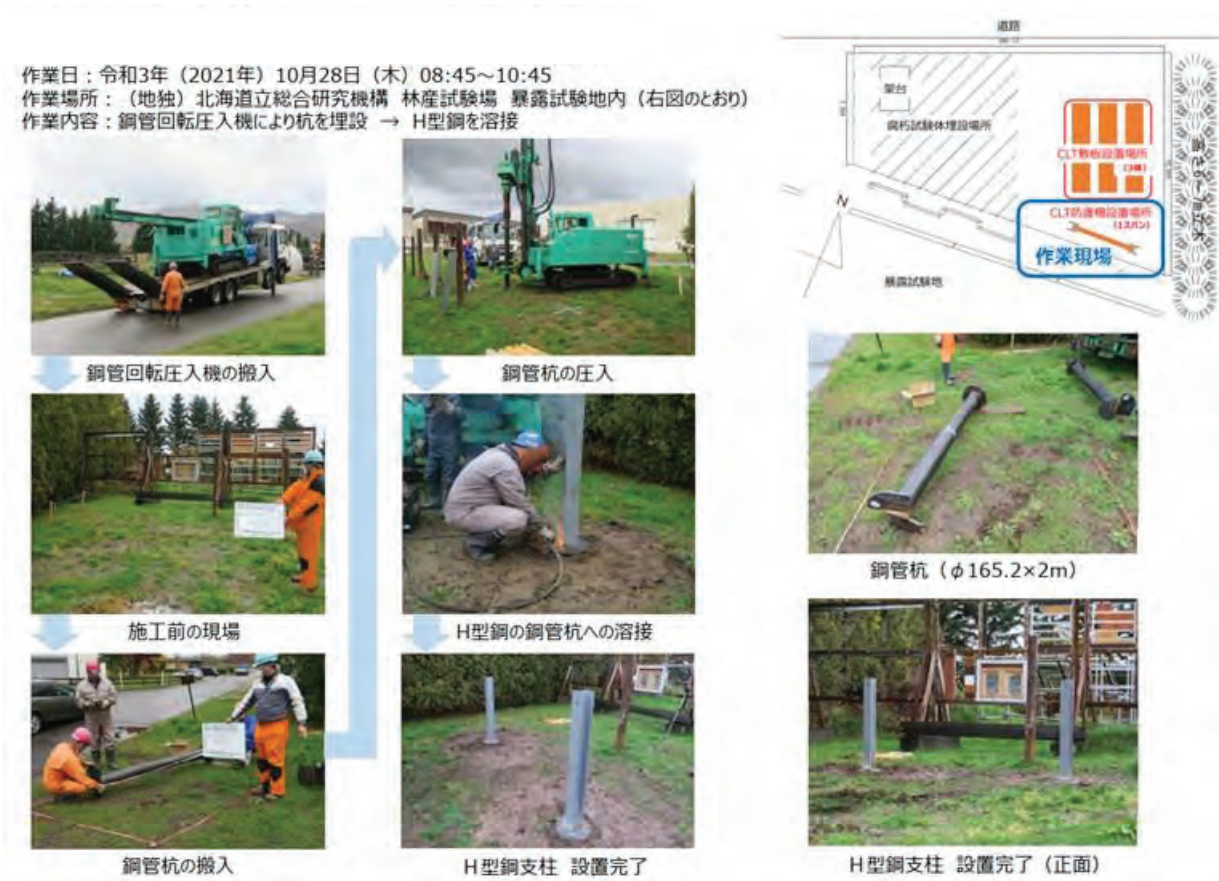 作業日：令和3年（2021年）10月28日（木）08:45～10:45
作業場所：（地独）北海道立総合研究機構 林産試験場 暴露試験地内（右図のとおり）
作業内容：鋼管回転圧入機により杭を埋設 → H型鋼を溶接
鋼管回転圧入機の搬入
施工前の現場
鋼管杭の搬入
鋼管杭の圧入
H型鋼の鋼管杭への溶接
H型鋼支柱 設置完了
道路
架台
腐朽試験体埋設場所
CLT敷板設置場所
CLT防護柵設置場所
(1スパン)
作業現場
N
暴露試験地
鋼管杭（φ165.2×2m）
H型鋼支柱 設置完了（正面）